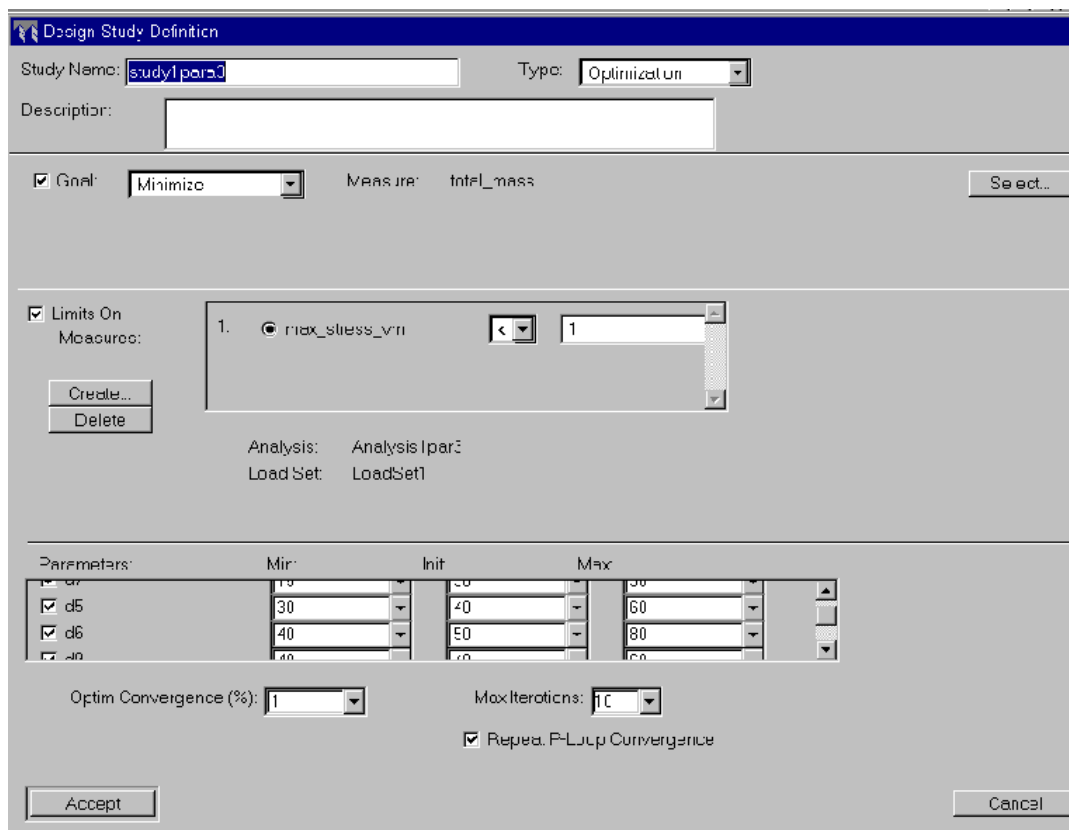 Design Study Definition
Study Name: study1para3 Type: Optimization
Description:
Goal: Minimize Measure: total_mass Select...
Limits On
Measures:
1. max_stress_vm < 1
Create...
Delete
Analysis: Analysis1par3
Load Set: LoadSet1
Parameters: Min: Init Max
d5 30 40 60
d6 40 50 80
Optim Convergence (%): 1 Max Iterations: 10
Repeat P-Loop Convergence
Accept Cancel